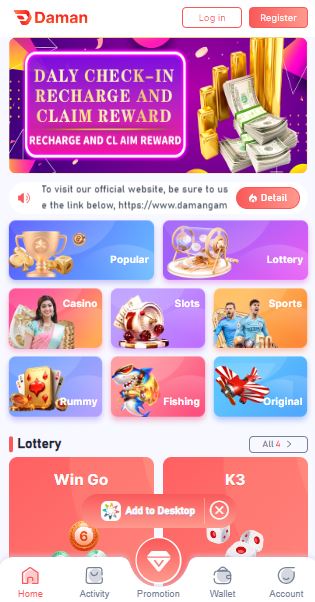 Daman
Log in
Register
DALY CHECK-IN
RECHARGE AND
CLAIM REWARD
RECHARGE AND CL AIM REWARD
To visit our official website, be sure to us
e the link below, https://www.damangam
Detail
Popular
Lottery
Casino
Slots
Sports
Rummy
Fishing
Original
Lottery
All 4
Win Go
K3
6
Add to Desktop
Home
Activity
Promotion
Wallet
Account